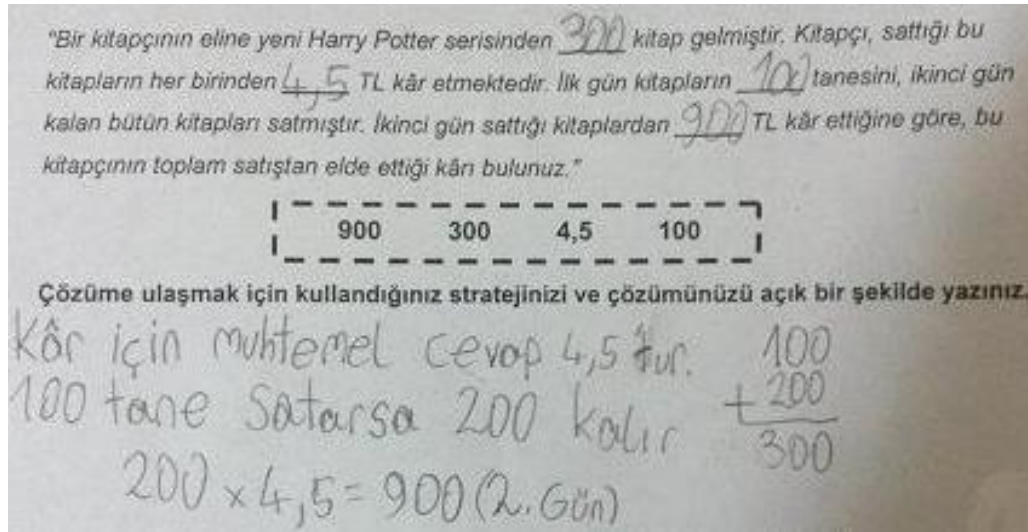 "Bir kitapçının eline yeni Harry Potter serisinden 300 kitap gelmiştir. Kitapçı, sattığı bu
kitapların her birinden 4,5 TL kâr etmektedir. İlk gün kitapların 100 tanesini, ikinci gün
kalan bütün kitapları satmıştır. İkinci gün sattığı kitaplardan 900 TL kâr ettiğine göre, bu
kitapçının toplam satıştan elde ettiği kârı bulunuz."
900 300 4,5 100
Çözüme ulaşmak için kullandığınız stratejinizi ve çözümünüzü açık bir şekilde yazınız.
Kâr için muhtemel cevap 4,5 tur.
100 tane Satarsa 200 kalır
200 x 4,5 = 900 (2. Gün)
100
+ 200
300